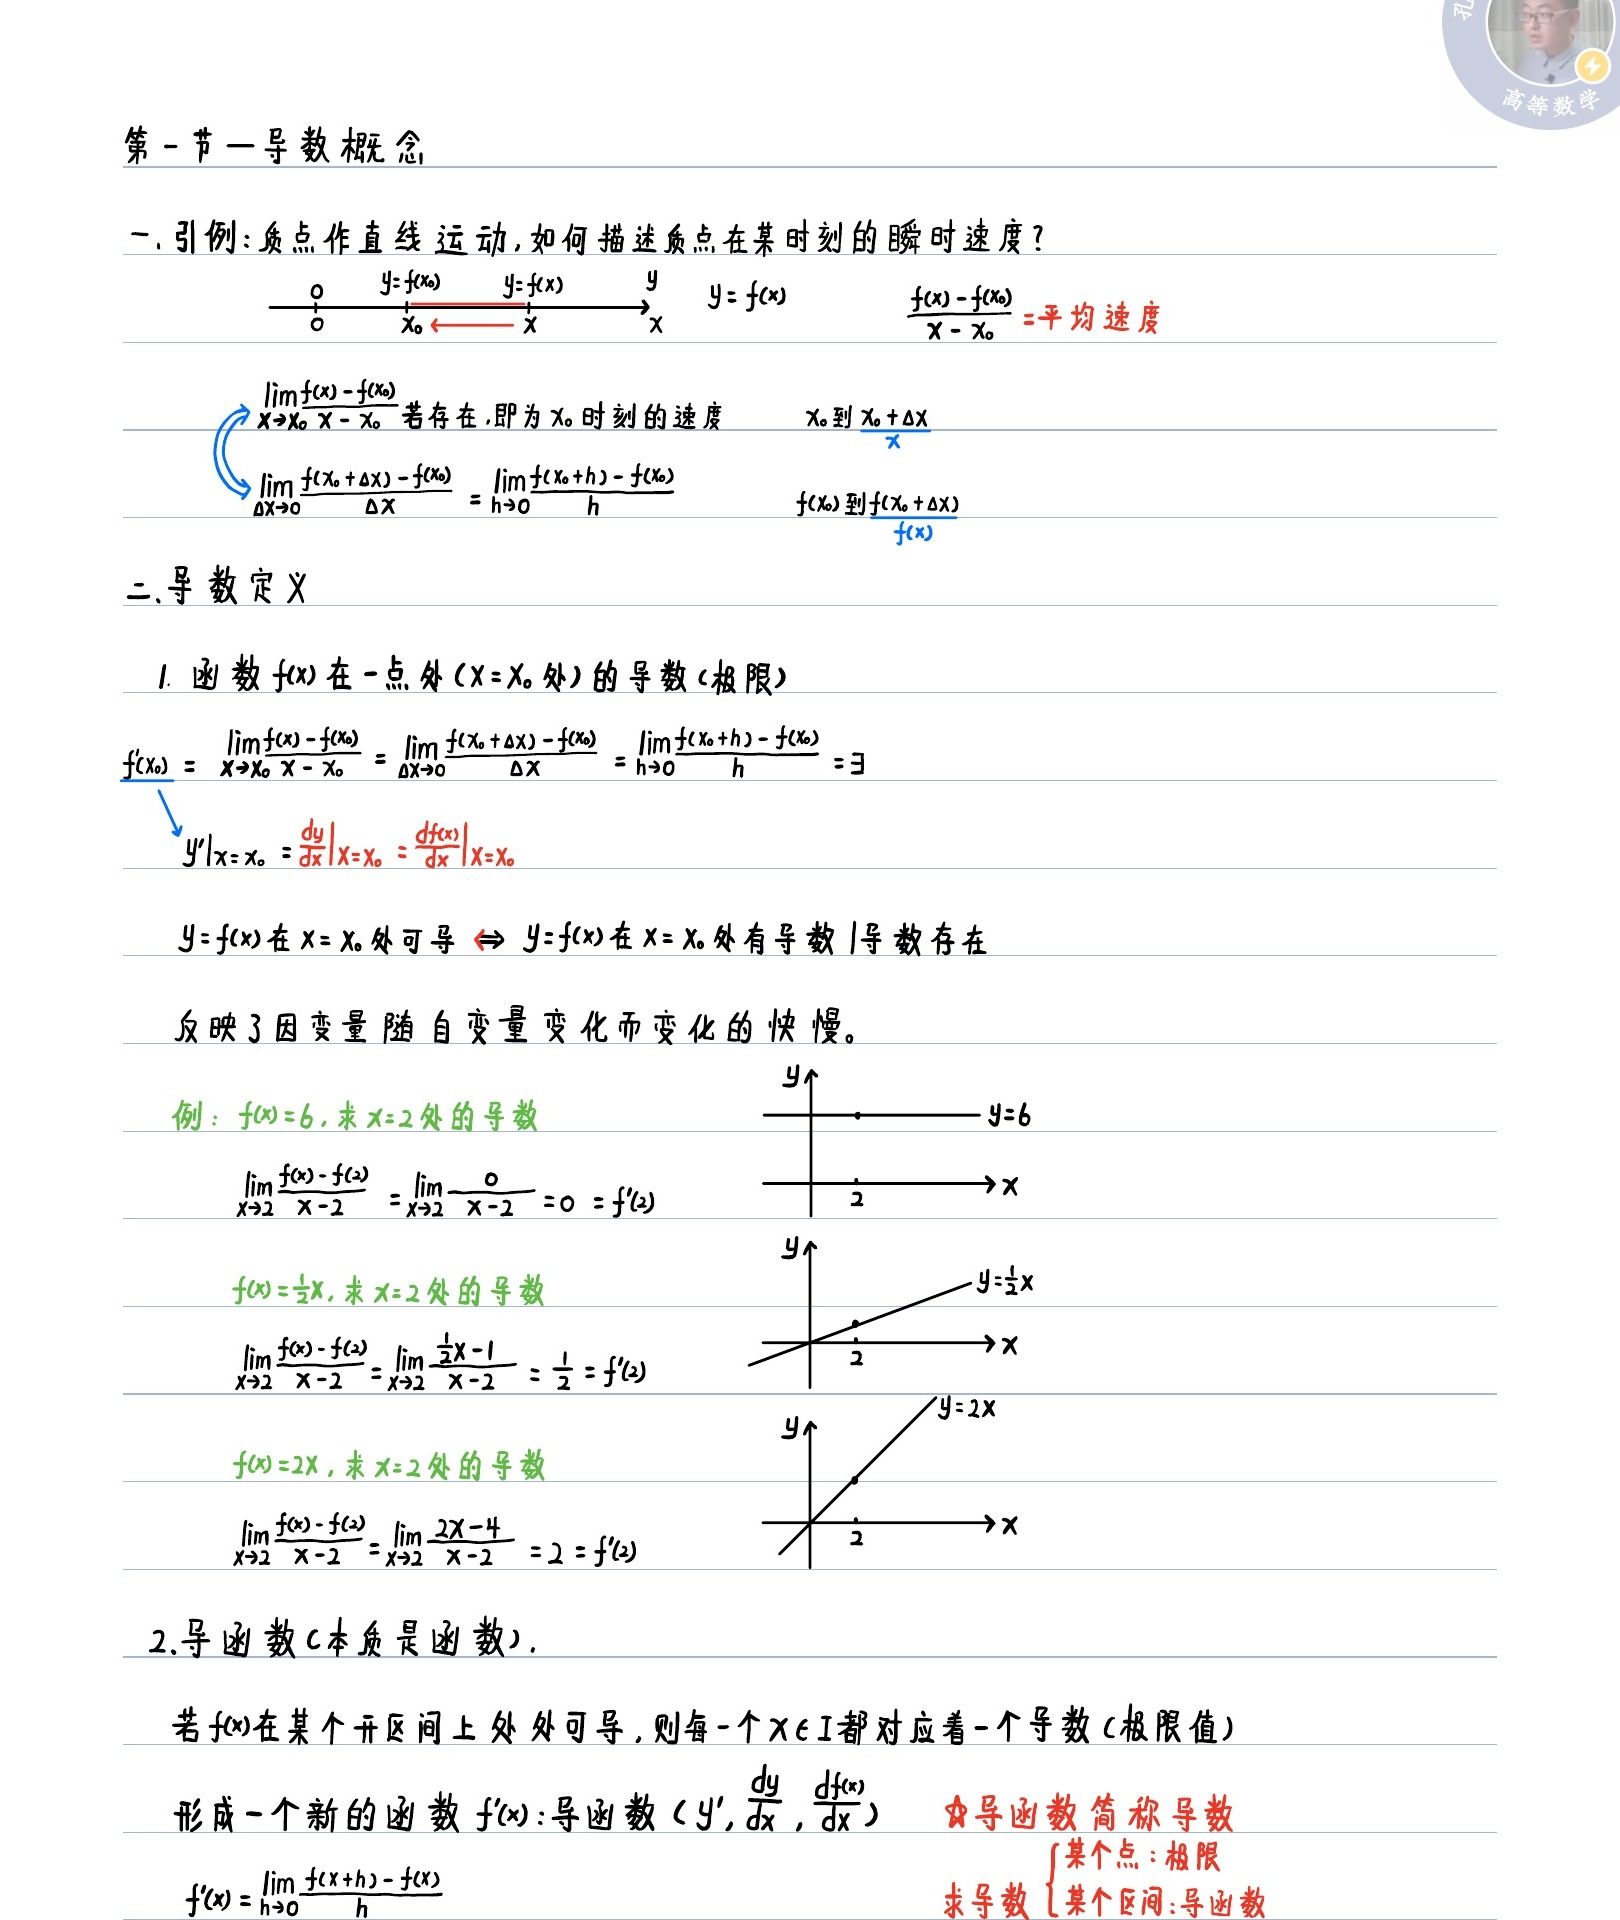 孔
高等数学
第一节一导数概念
一.引例:质点作直线运动,如何描述质点在某时刻的瞬时速度?
0 y=f(x₀) y=f(x) y
0 x₀ x x
y=f(x)
(f(x)-f(x₀))/(x-x₀) =平均速度
lim x→x₀ (f(x)-f(x₀))/(x-x₀) 若存在,即为x₀时刻的速度
x₀到x₀+Δx
x
lim Δx→0 (f(x₀+Δx)-f(x₀))/Δx = lim h→0 (f(x₀+h)-f(x₀))/h
f(x₀)到f(x₀+Δx)
f(x)
二.导数定义
1. 函数f(x)在一点处(x=x₀处)的导数(极限)
f'(x₀) = lim x→x₀ (f(x)-f(x₀))/(x-x₀) = lim Δx→0 (f(x₀+Δx)-f(x₀))/Δx = lim h→0 (f(x₀+h)-f(x₀))/h =∃
y'|x=x₀ = dy/dx|x=x₀ = df(x)/dx|x=x₀
y=f(x)在x=x₀处可导 ⇔ y=f(x)在x=x₀处有导数|导数存在
反映了因变量随自变量变化而变化的快慢。
例: f(x)=6,求x=2处的导数
y
y=6
2 x
lim x→2 (f(x)-f(2))/(x-2) = lim x→2 0/(x-2) =0 =f'(2)
f(x)=½x,求x=2处的导数
y
y=½x
2 x
lim x→2 (f(x)-f(2))/(x-2) = lim x→2 (½x-1)/(x-2) = 1/2 = f'(2)
y=2x
y
f(x)=2x,求x=2处的导数
2 x
lim x→2 (f(x)-f(2))/(x-2) = lim x→2 (2x-4)/(x-2) =2=f'(2)
2.导函数(本质是函数).
若f(x)在某个开区间上处处可导,则每一个x∈I都对应着一个导数(极限值)
形成一个新的函数f'(x):导函数(y', dy/dx, df(x)/dx)
☆导函数简称导数
f'(x)= lim h→0 (f(x+h)-f(x))/h
求导数 { 某个点:极限
某个区间:导函数